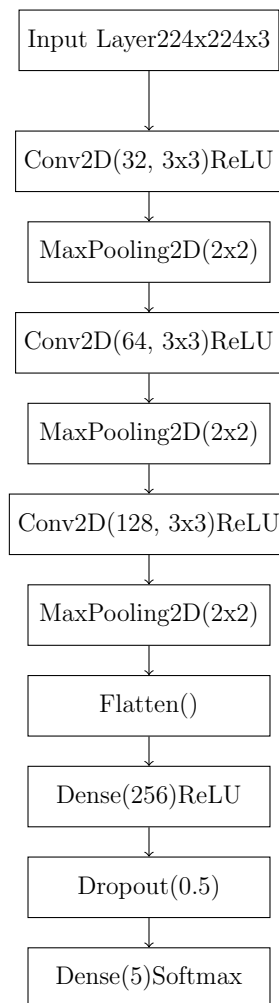 Input Layer224x224x3
Conv2D(32, 3x3)ReLU
MaxPooling2D(2x2)
Conv2D(64, 3x3)ReLU
MaxPooling2D(2x2)
Conv2D(128, 3x3)ReLU
MaxPooling2D(2x2)
Flatten()
Dense(256)ReLU
Dropout(0.5)
Dense(5)Softmax